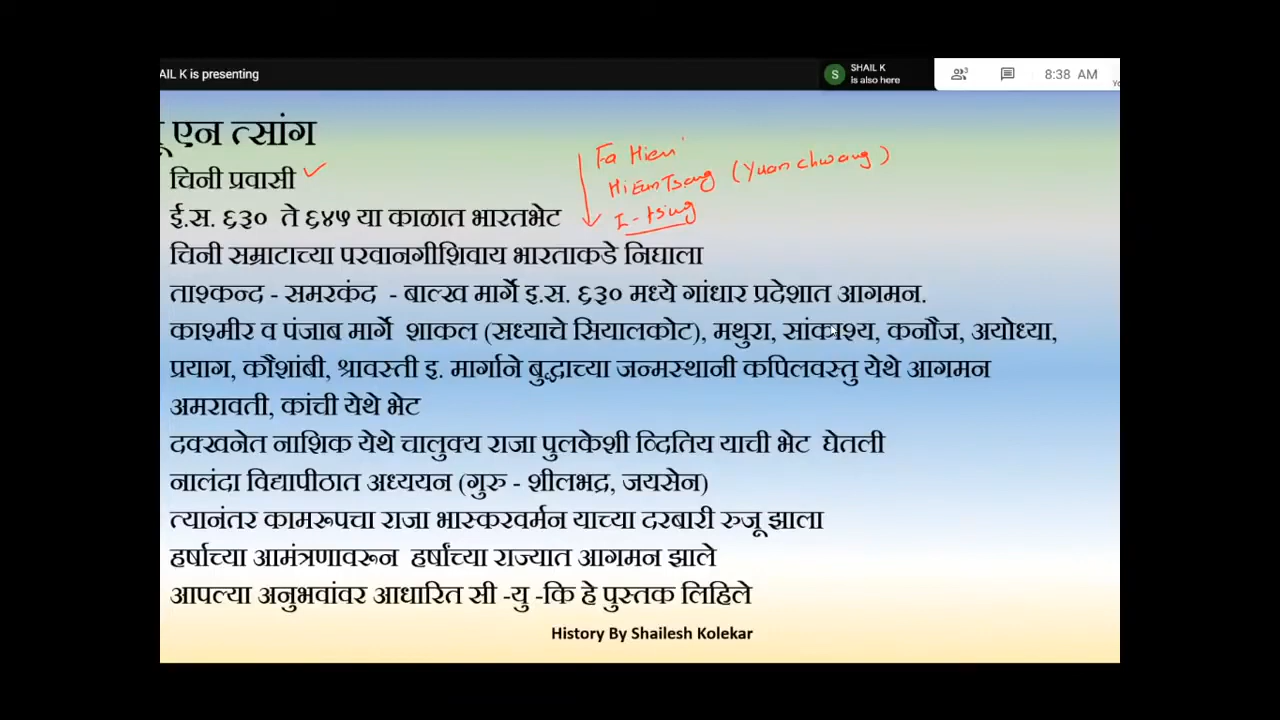 AIL K is presenting
S
SHAIL K
is also here
3
8:38 AM
एन त्सांग
चिनी प्रवासी
ई.स. ६३० ते ६४५ या काळात भारतभेट
Fa Hien
HiEun Tsang (Yuan chwang)
I-tsing
चिनी सम्राटाच्या परवानगीशिवाय भारताकडे निघाला
ताश्कन्द - समरकंद - बाल्ख मार्गे इ.स. ६३० मध्ये गांधार प्रदेशात आगमन.
काश्मीर व पंजाब मार्गे शाकल (सध्याचे सियालकोट), मथुरा, सांकाश्य, कनौज, अयोध्या,
प्रयाग, कौशांबी, श्रावस्ती इ. मार्गाने बुद्धाच्या जन्मस्थानी कपिलवस्तु येथे आगमन
अमरावती, कांची येथे भेट
दक्खनेत नाशिक येथे चालुक्य राजा पुलकेशी व्दितिय याची भेट घेतली
नालंदा विद्यापीठात अध्ययन (गुरु - शीलभद्र, जयसेन)
त्यानंतर कामरूपचा राजा भास्करवर्मन याच्या दरबारी रुजू झाला
हर्षाच्या आमंत्रणावरून हर्षांच्या राज्यात आगमन झाले
आपल्या अनुभवांवर आधारित सी -यु -कि हे पुस्तक लिहिले
History By Shailesh Kolekar